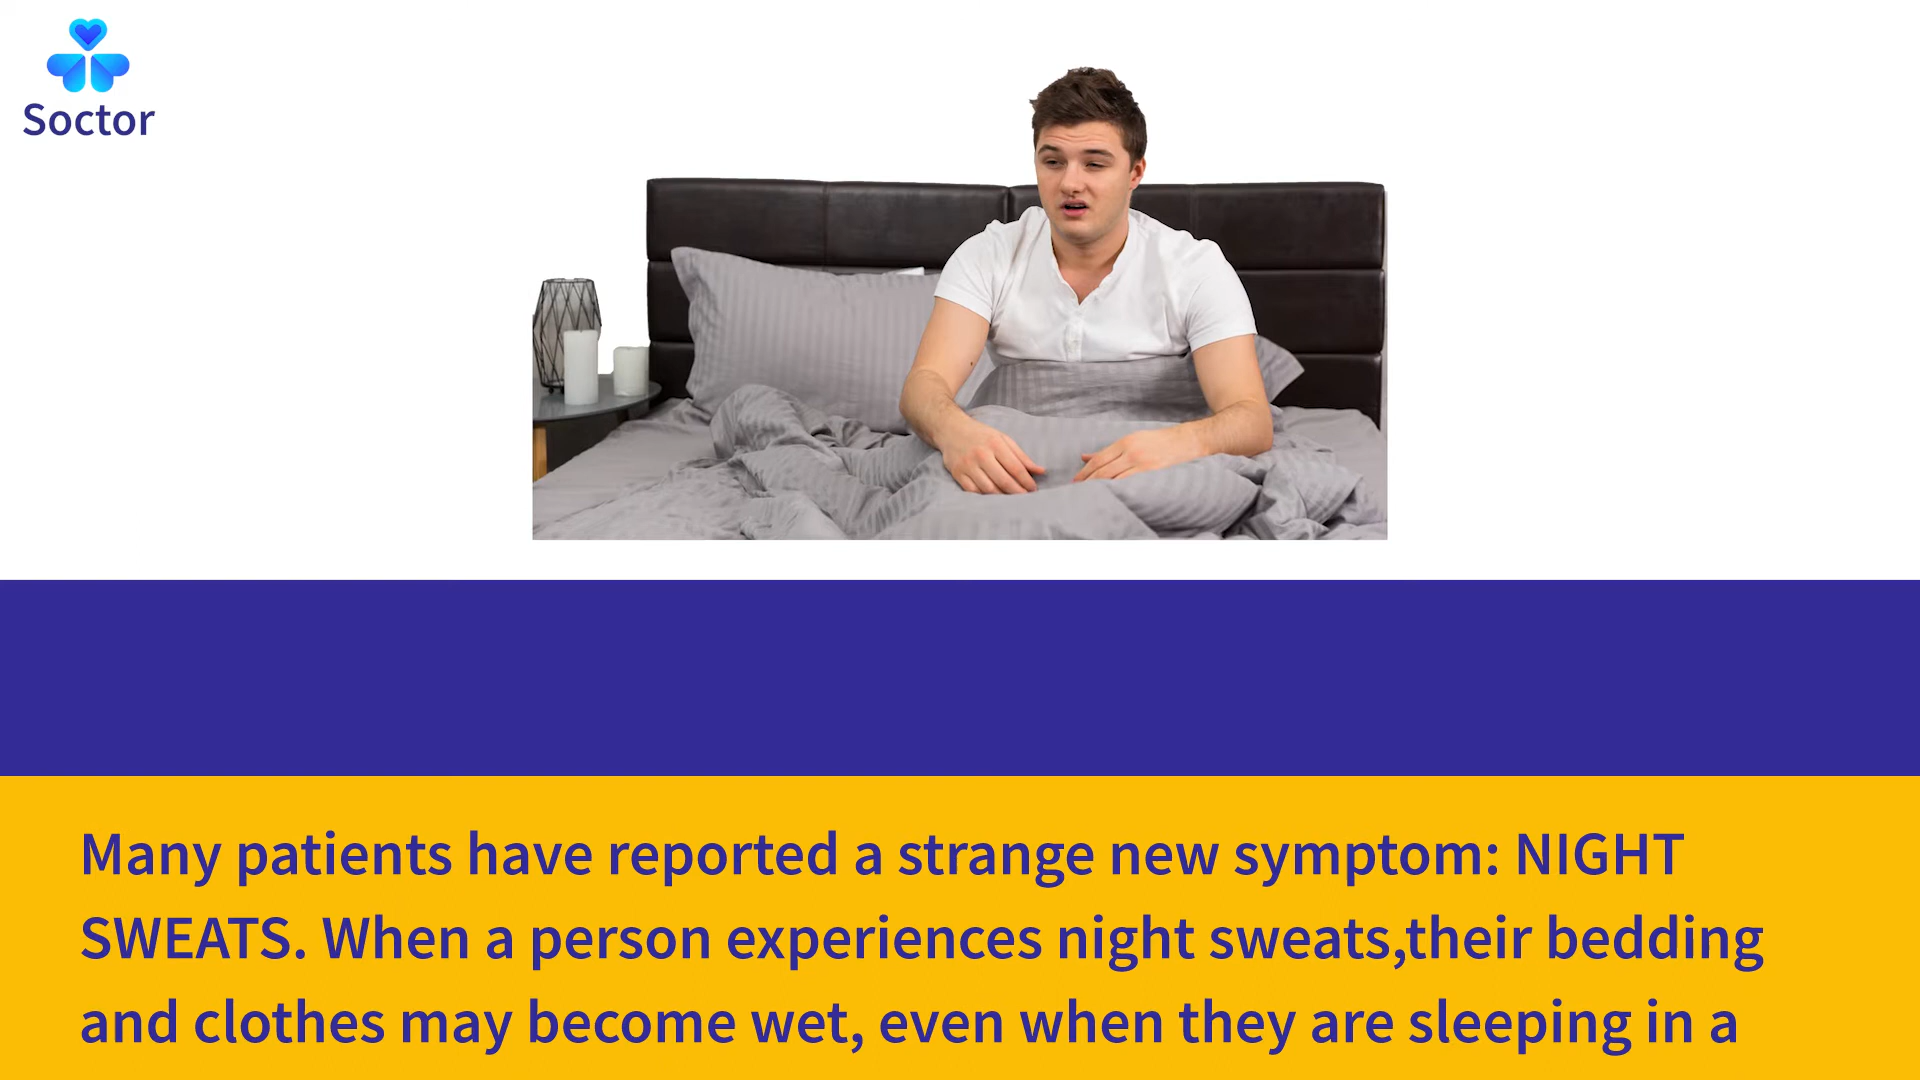 Soctor
Many patients have reported a strange new symptom: NIGHT
SWEATS. When a person experiences night sweats,their bedding
and clothes may become wet, even when they are sleeping in a